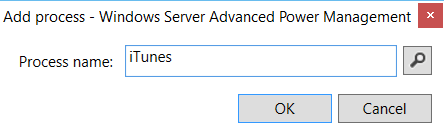 Add process - Windows Server Advanced Power Management
Process name: iTunes
OK Cancel